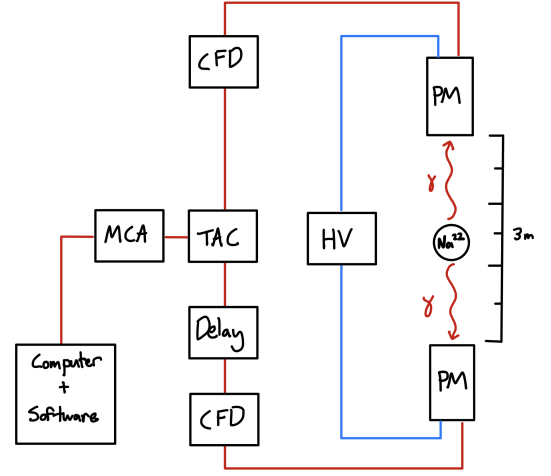 CFD
PM
γ
MCA
TAC
HV
Na²²
3m
γ
Delay
Computer
+
Software
PM
CFD